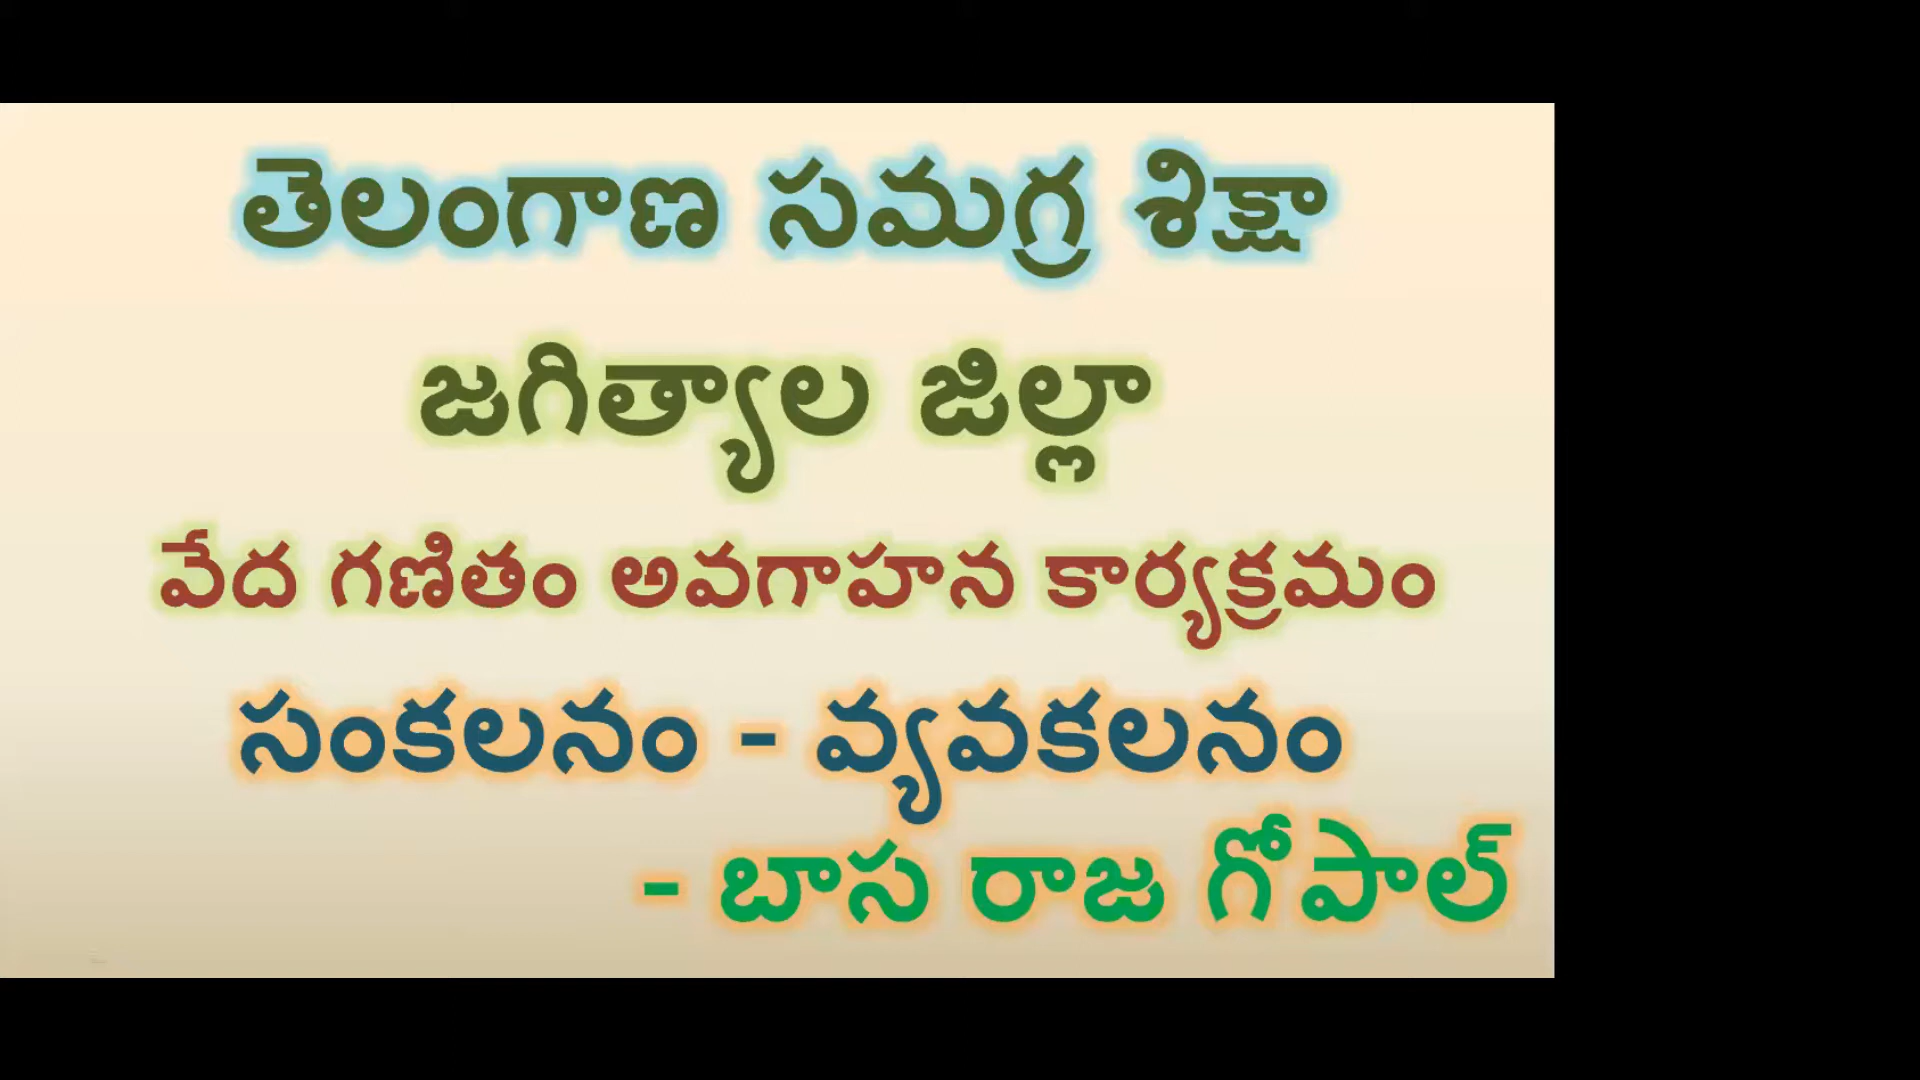 తెలంగాణ సమగ్ర శిక్షా
జగిత్యాల జిల్లా
వేద గణితం అవగాహన కార్యక్రమం
సంకలనం - వ్యవకలనం
- బాస రాజ గోపాల్